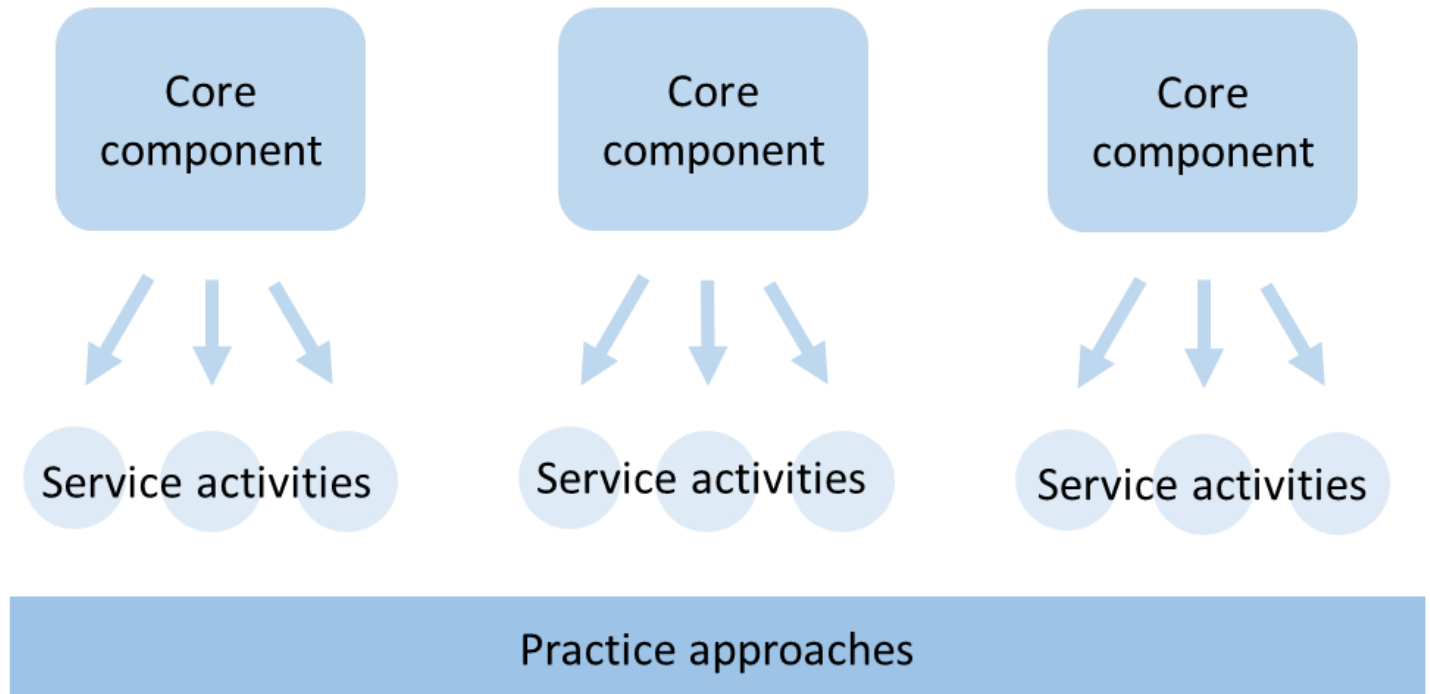 Core
component
Core
component
Core
component
Service activities
Service activities
Service activities
Practice approaches